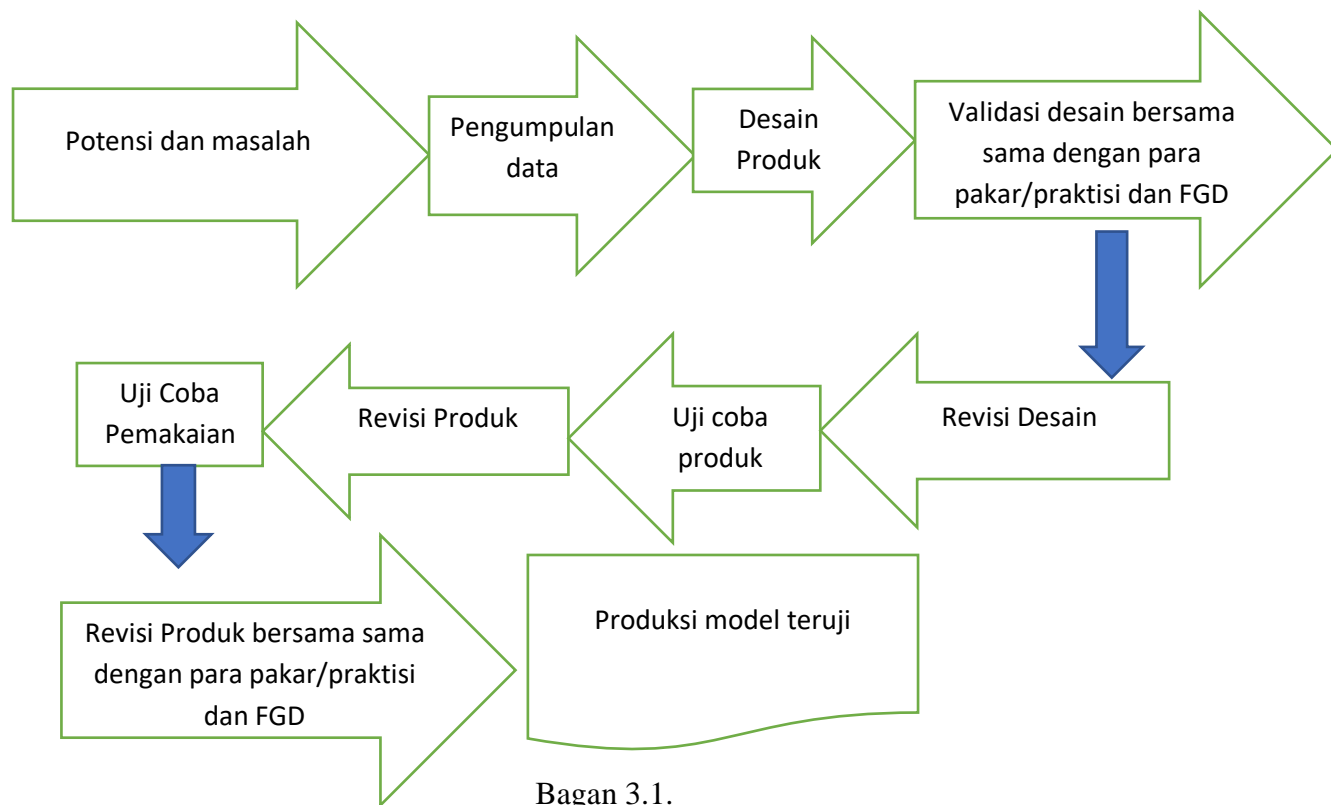 Potensi dan masalah
Pengumpulan
data
Desain
Produk
Validasi desain bersama
sama dengan para
pakar/praktisi dan FGD
Revisi Desain
Uji coba
produk
Revisi Produk
Uji Coba
Pemakaian
Revisi Produk bersama sama
dengan para pakar/praktisi
dan FGD
Produksi model teruji
Bagan 3.1.